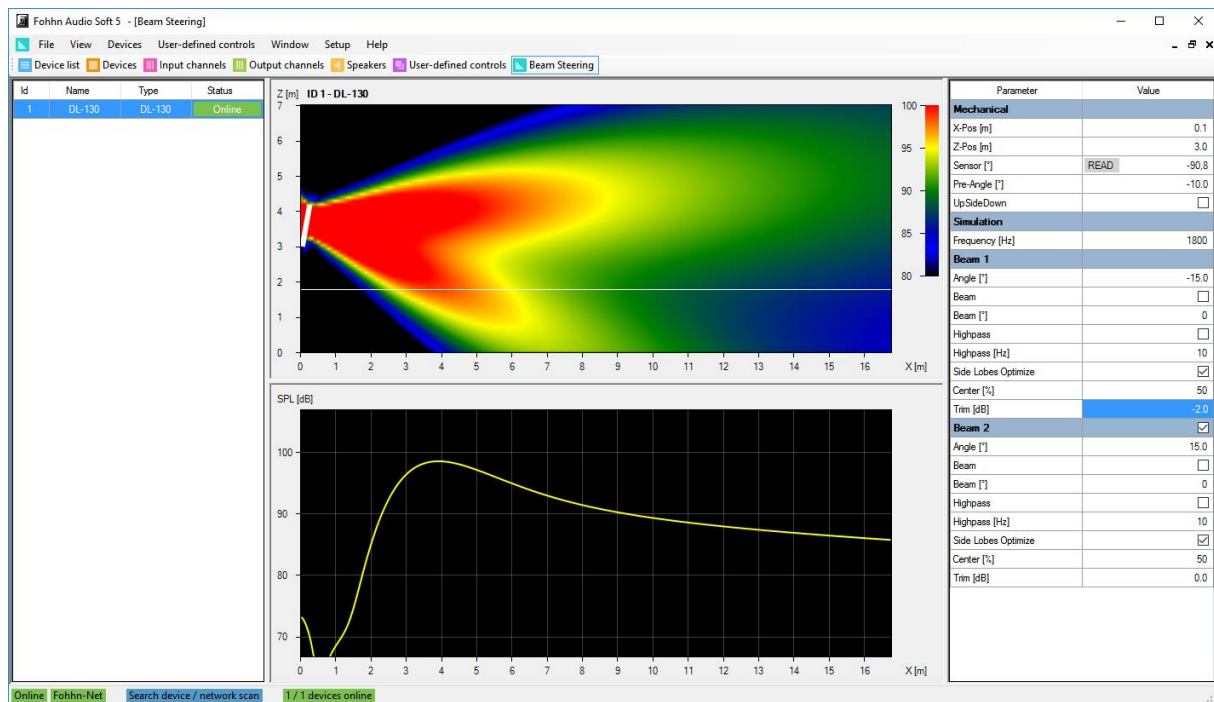 Fohhn Audio Soft 5 - [Beam Steering]
File View Devices User-defined controls Window Setup Help
Device list Devices Input channels Output channels Speakers User-defined controls Beam Steering
Id Name Type Status
1 DL-130 DL-130 Online
Z [m] ID 1 - DL-130
7
6
5
4
3
2
1
0
0 1 2 3 4 5 6 7 8 9 10 11 12 13 14 15 16 X [m]
100
95
90
85
80
SPL [dB]
100
90
80
70
0 1 2 3 4 5 6 7 8 9 10 11 12 13 14 15 16 X [m]
Parameter Value
Mechanical
X-Pos [m] 0.1
Z-Pos [m] 3.0
Sensor [°] READ -90,8
Pre-Angle [°] -10.0
UpSideDown
Simulation
Frequency [Hz] 1800
Beam 1
Angle [°] -15.0
Beam
Beam [°] 0
Highpass
Highpass [Hz] 10
Side Lobes Optimize
Center [%] 50
Trim [dB] -2.0
Beam 2
Angle [°] 15.0
Beam
Beam [°] 0
Highpass
Highpass [Hz] 10
Side Lobes Optimize
Center [%] 50
Trim [dB] 0.0
Online Fohhn-Net Search device / network scan 1 / 1 devices online